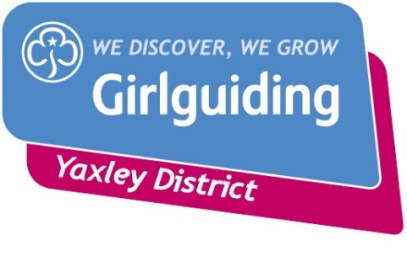 WE DISCOVER, WE GROW
Girlguiding
Yaxley District